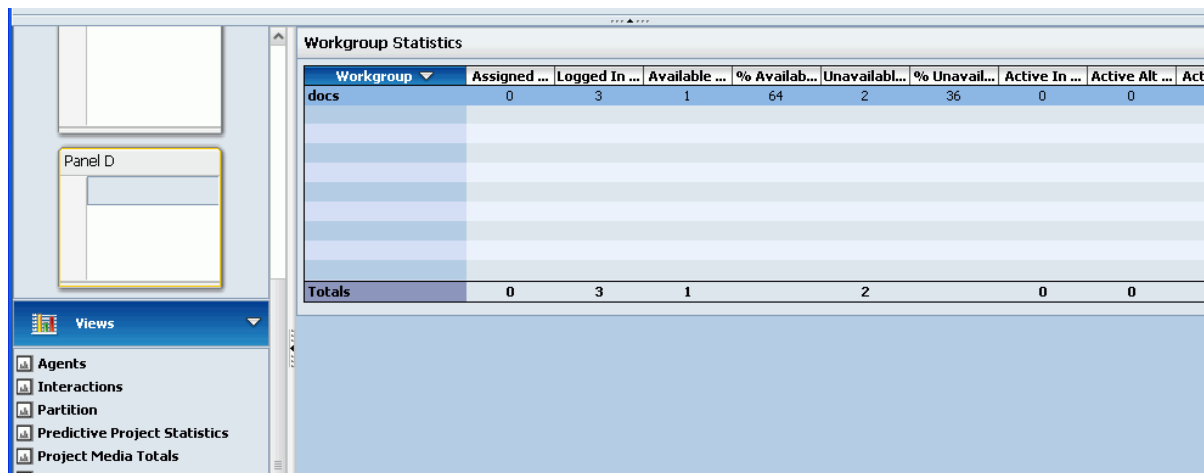 Workgroup Statistics
Workgroup Assigned ... Logged In ... Available ... % Availab... Unavailabl... % Unavail... Active In ... Active Alt ... Act
docs 0 3 1 64 2 36 0 0
Panel D
Totals 0 3 1 2 0 0
Views
Agents
Interactions
Partition
Predictive Project Statistics
Project Media Totals